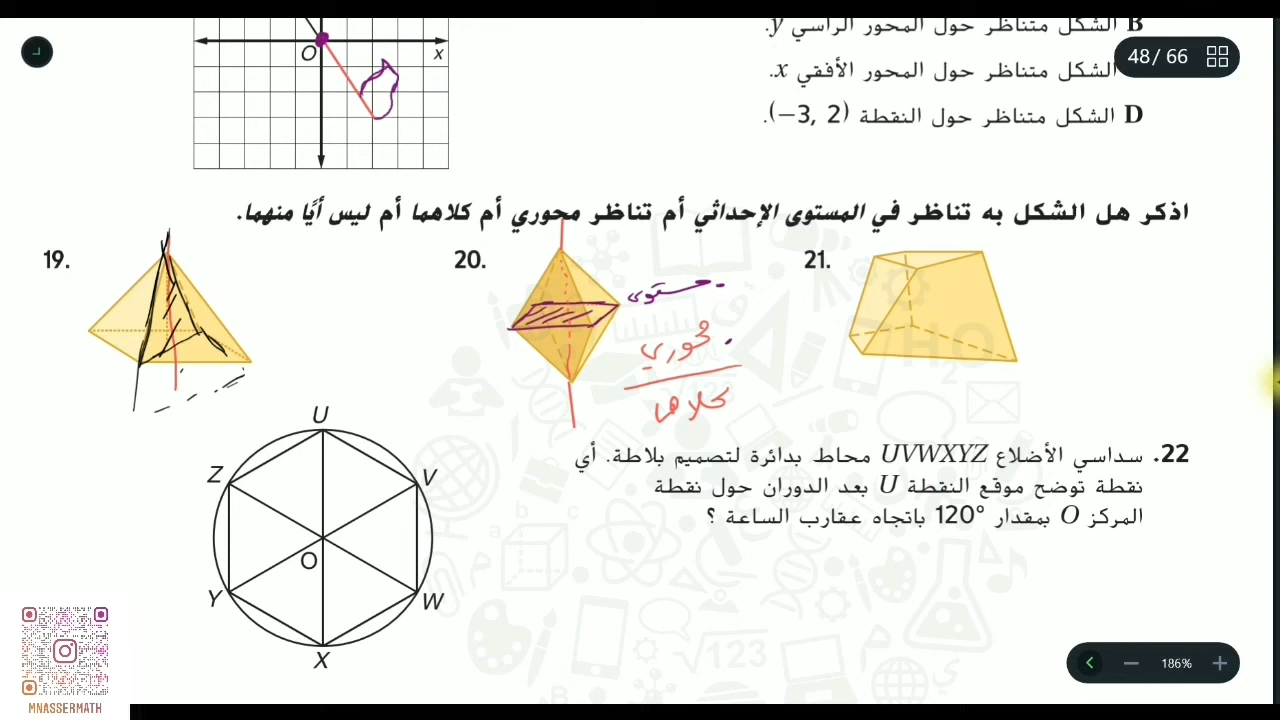 B الشكل متناظر حول المحور الرأسي y.
48/ 66
الشكل متناظر حول المحور الأفقي x.
D الشكل متناظر حول النقطة (−3, 2).
O
x
اذكر هل الشكل به تناظر في المستوى الإحداثي أم تناظر محوري أم كلاهما أم ليس أيًا منهما.
19.
20.
21.
مستوى
محوري
كلاهما
22. سداسي الأضلاع UVWXYZ محاط بدائرة لتصميم بلاطة. أي
نقطة توضح موقع النقطة U بعد الدوران حول نقطة
المركز O بمقدار 120° باتجاه عقارب الساعة ؟
U
Z
V
O
Y
W
X
186%
MNASSERMATH